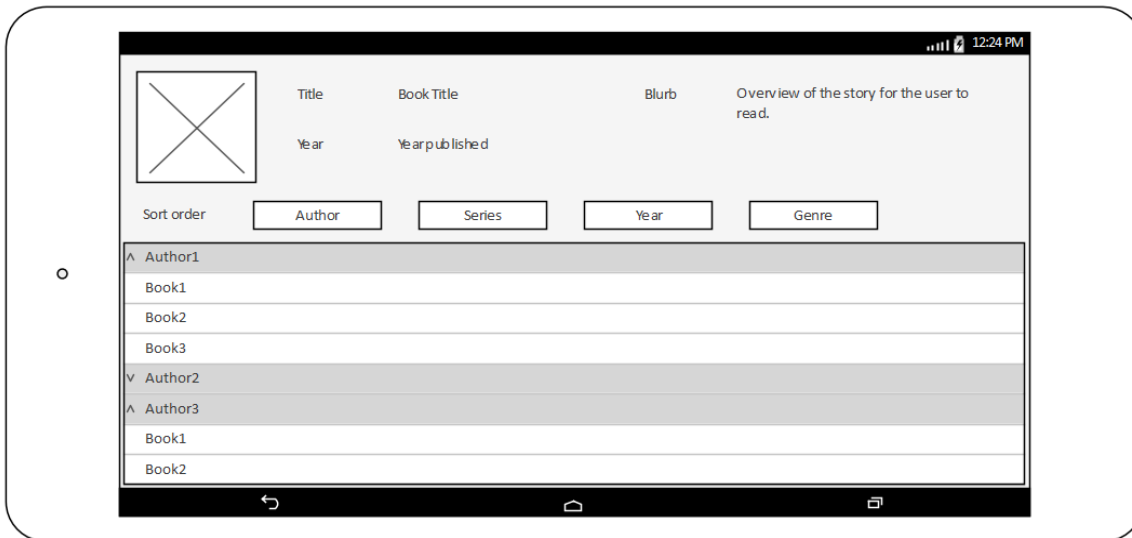 12:24 PM
Title Book Title Blurb Overview of the story for the user to
read.
Year Year published
Sort order Author Series Year Genre
^ Author1
Book1
Book2
Book3
v Author2
^ Author3
Book1
Book2